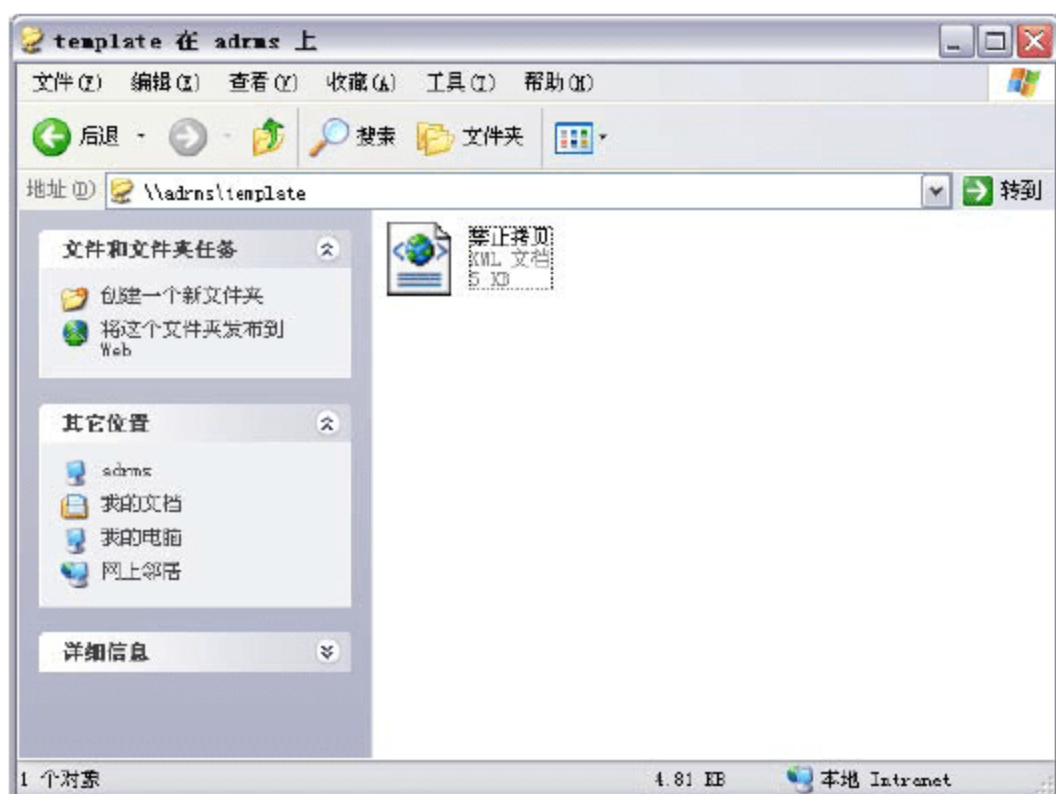 template 在 adrms 上
文件(F) 编辑(E) 查看(V) 收藏(A) 工具(T) 帮助(H)
后退 搜索 文件夹
地址(D) \\adrms\template 转到
文件和文件夹任务
创建一个新文件夹
将这个文件夹发布到
Web
其它位置
adrms
我的文档
我的电脑
网上邻居
详细信息
禁止拷贝
XML 文档
5 KB
1 个对象 4.81 KB 本地 Intranet